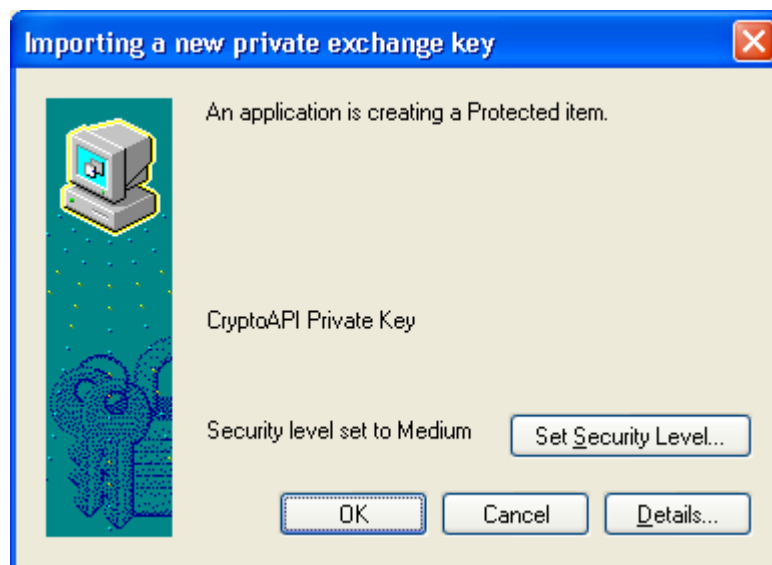 Importing a new private exchange key
An application is creating a Protected item.
CryptoAPI Private Key
Security level set to Medium
Set Security Level...
OK
Cancel
Details...